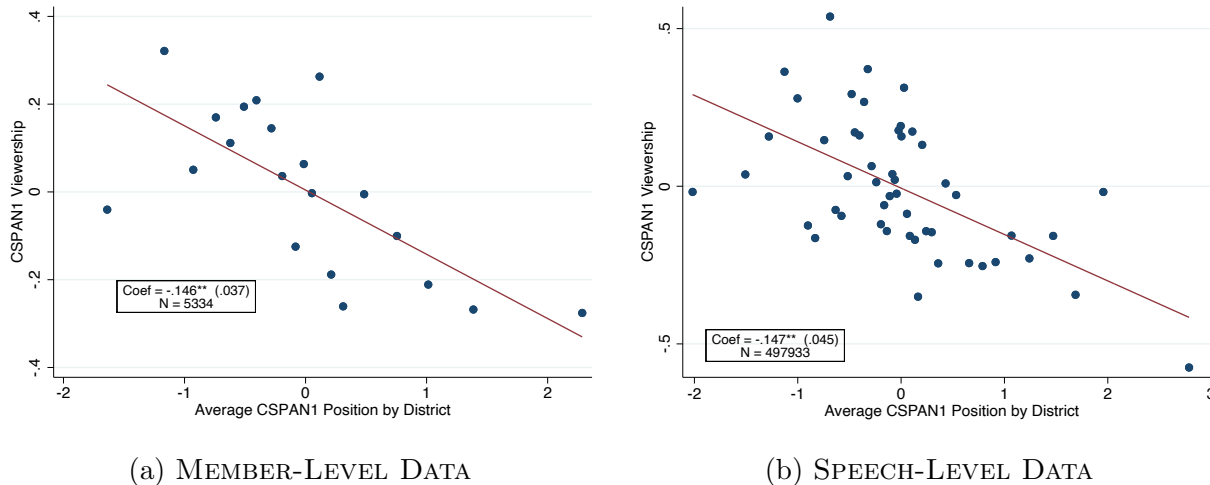 .4
.2
0
-.2
-.4
CSPAN1 Viewership
Coef = -.146** (.037)
N = 5334
-2
-1
0
1
2
Average CSPAN1 Position by District
(a) MEMBER-LEVEL DATA
.5
0
-.5
CSPAN1 Viewership
Coef = -.147** (.045)
N = 497933
-2
-1
0
1
2
3
Average CSPAN1 Position by District
(b) SPEECH-LEVEL DATA